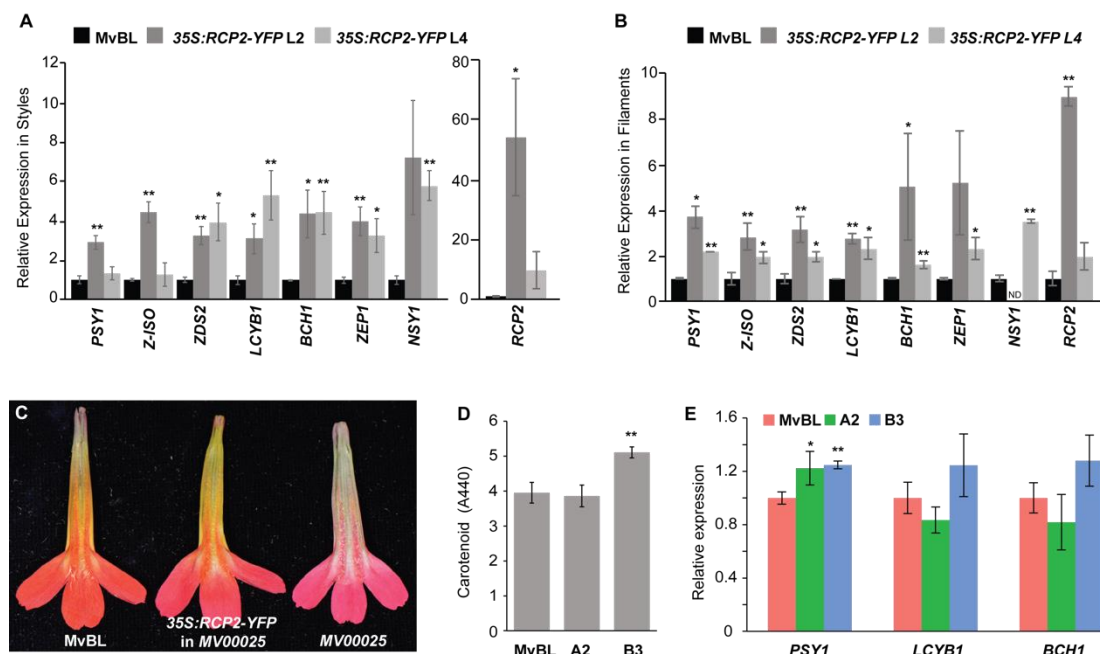 A
MvBL 35S:RCP2-YFP L2 35S:RCP2-YFP L4
Relative Expression in Styles
12
10
8
6
4
2
0
** ** ** * * ** * ** ** * **
PSY1 Z-ISO ZDS2 LCYB1 BCH1 ZEP1 NSY1
80
60
40
20
0
*
RCP2
B
MvBL 35S:RCP2-YFP L2 35S:RCP2-YFP L4
Relative Expression in Filaments
10
8
6
4
2
0
* ** ** * ** * ** * * ** * ND ** **
PSY1 Z-ISO ZDS2 LCYB1 BCH1 ZEP1 NSY1 RCP2
C
MvBL
35S:RCP2-YFP
in MV00025
MV00025
D
Carotenoid (A440)
6
5
4
3
2
1
0
**
MvBL A2 B3
E
MvBL A2 B3
Relative expression
1.6
1.2
0.8
0.4
0
* **
PSY1 LCYB1 BCH1